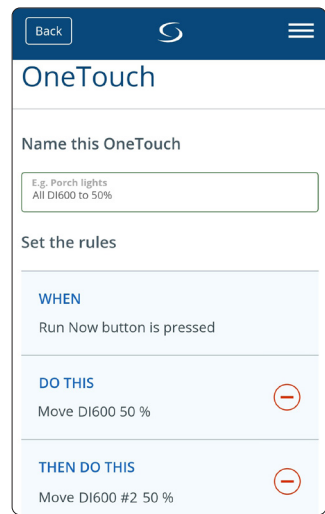 Back
OneTouch
Name this OneTouch
E.g. Porch lights
All DI600 to 50%
Set the rules
WHEN
Run Now button is pressed
DO THIS
Move DI600 50 %
THEN DO THIS
Move DI600 #2 50 %